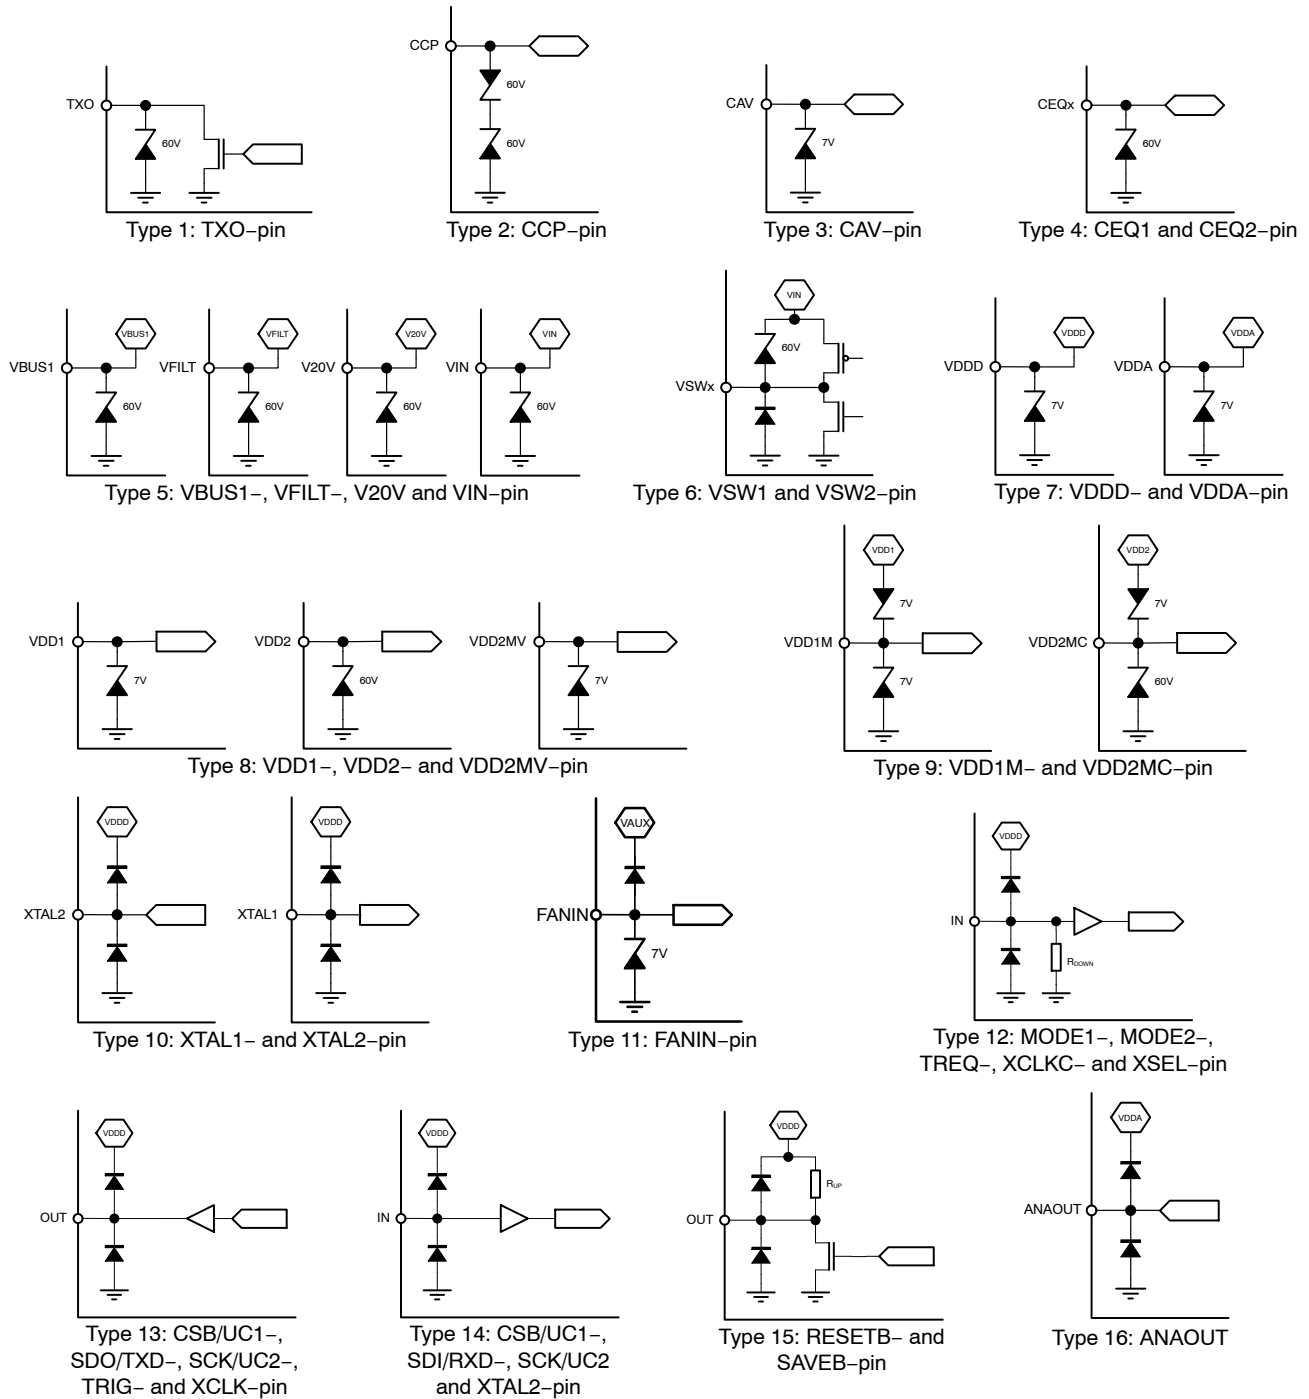 TXO
60V
Type 1: TXO−pin
CCP
60V
60V
Type 2: CCP−pin
CAV
7V
Type 3: CAV−pin
CEQx
60V
Type 4: CEQ1 and CEQ2−pin
VBUS1
VBUS1
60V
VFILT
VFILT
60V
V20V
V20V
60V
VIN
VIN
60V
Type 5: VBUS1−, VFILT−, V20V and VIN−pin
VIN
60V
VSWx
Type 6: VSW1 and VSW2−pin
VDDD
VDDD
7V
VDDA
VDDA
7V
Type 7: VDDD− and VDDA−pin
VDD1
7V
VDD2
60V
VDD2MV
7V
Type 8: VDD1−, VDD2− and VDD2MV−pin
VDD1
7V
VDD1M
7V
VDD2
7V
VDD2MC
60V
Type 9: VDD1M− and VDD2MC−pin
VDDD
XTAL2
VDDD
XTAL1
Type 10: XTAL1− and XTAL2−pin
VAUX
FANIN
7V
Type 11: FANIN−pin
VDDD
IN
RDOWN
Type 12: MODE1−, MODE2−,
TREQ−, XCLKC− and XSEL−pin
VDDD
OUT
Type 13: CSB/UC1−,
SDO/TXD−, SCK/UC2−,
TRIG− and XCLK−pin
VDDD
IN
Type 14: CSB/UC1−,
SDI/RXD−, SCK/UC2
and XTAL2−pin
VDDD
RUP
OUT
Type 15: RESETB− and
SAVEB−pin
VDDA
ANAOUT
Type 16: ANAOUT